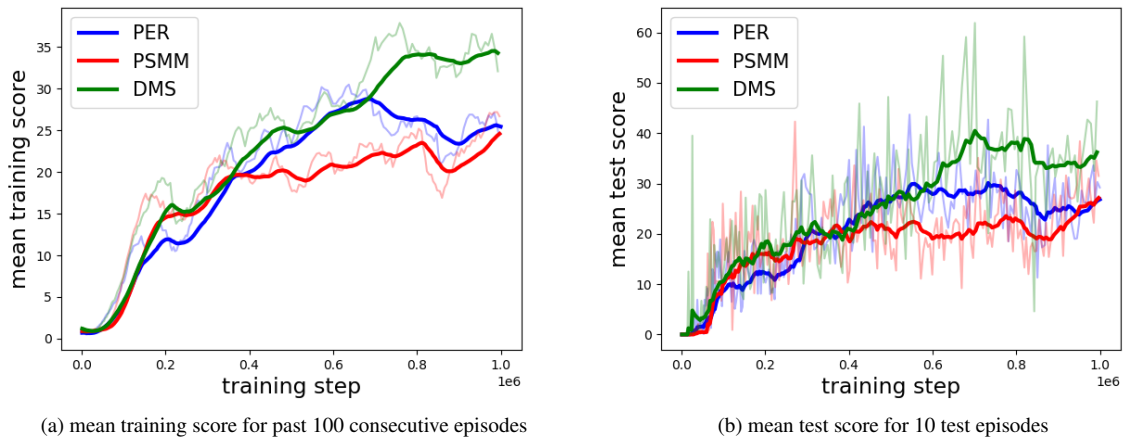 PER
PSMM
DMS
35
30
25
20
15
10
5
0
mean training score
0.0 0.2 0.4 0.6 0.8 1.0
1e6
training step
(a) mean training score for past 100 consecutive episodes
PER
PSMM
DMS
60
50
40
30
20
10
0
mean test score
0.0 0.2 0.4 0.6 0.8 1.0
1e6
training step
(b) mean test score for 10 test episodes